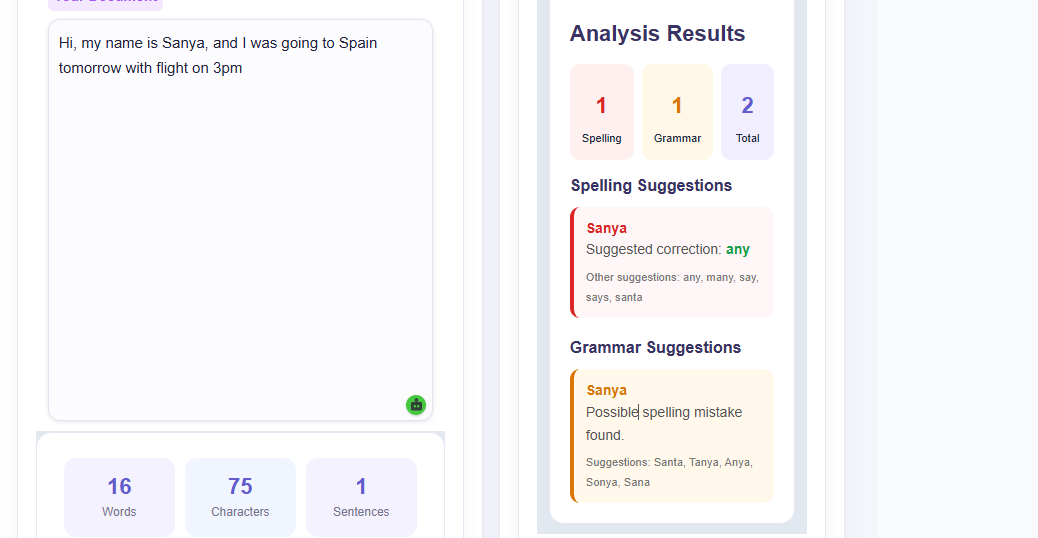 Your Document
Hi, my name is Sanya, and I was going to Spain
tomorrow with flight on 3pm
16
Words
75
Characters
1
Sentences
Analysis Results
1
Spelling
1
Grammar
2
Total
Spelling Suggestions
Sanya
Suggested correction: any
Other suggestions: any, many, say,
says, santa
Grammar Suggestions
Sanya
Possible spelling mistake
found.
Suggestions: Santa, Tanya, Anya,
Sonya, Sana